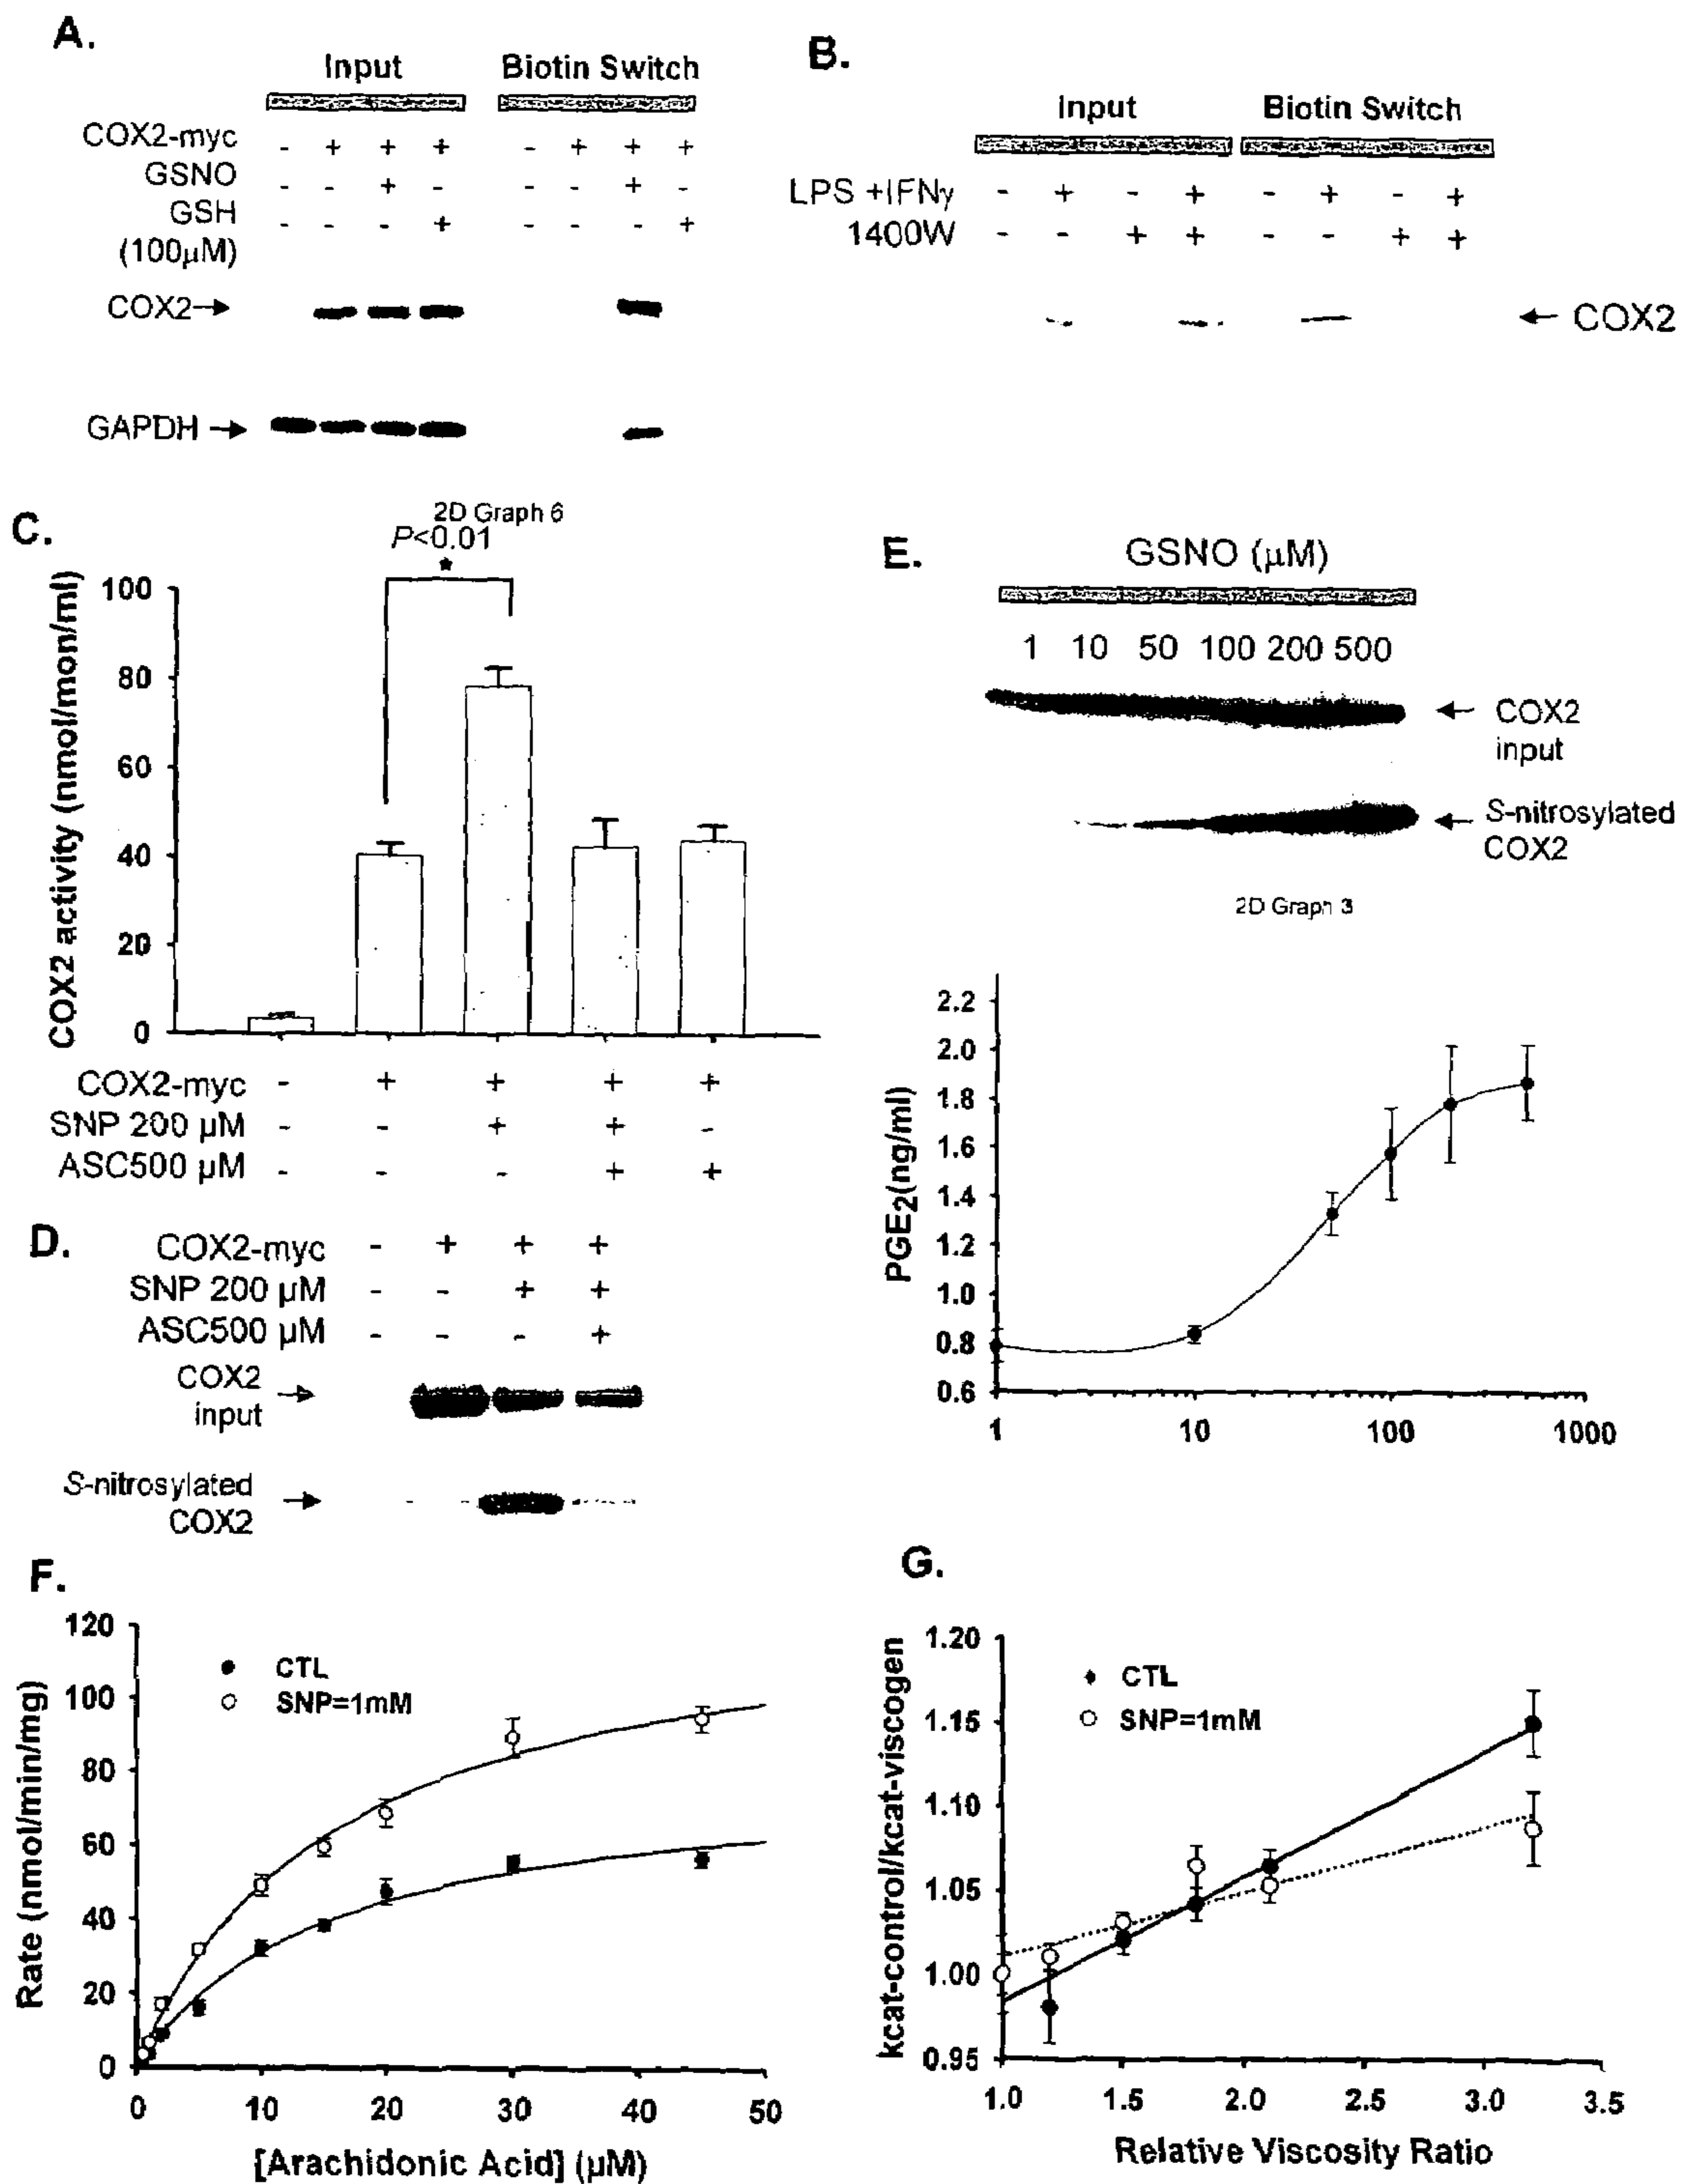 A.
Input Biotin Switch
COX2-myc - + + + - + + +
GSNO - - + - - - + -
GSH - - - + - - - +
(100µM)
COX2→
GAPDH →
B.
Input Biotin Switch
LPS +IFNγ - + - + - + - +
1400W - - + + - - + +
← COX2
C.
2D Graph 6
P<0.01
*
COX2 activity (nmol/mon/ml)
100
80
60
40
20
0
COX2-myc - + + + +
SNP 200 µM - - + + -
ASC500 µM - - - + +
D.
COX2-myc - + + +
SNP 200 µM - - + +
ASC500 µM - - - +
COX2
input →
S-nitrosylated
COX2 →
E.
GSNO (µM)
1 10 50 100 200 500
← COX2
input
← S-nitrosylated
COX2
2D Graph 3
PGE2(ng/ml)
2.2
2.0
1.8
1.6
1.4
1.2
1.0
0.8
0.6
1 10 100 1000
F.
Rate (nmol/min/mg)
120
100
80
60
40
20
0
CTL
SNP=1mM
0 10 20 30 40 50
[Arachidonic Acid] (µM)
G.
kcat-control/kcat-viscogen
1.20
1.15
1.10
1.05
1.00
0.95
CTL
SNP=1mM
1.0 1.5 2.0 2.5 3.0 3.5
Relative Viscosity Ratio